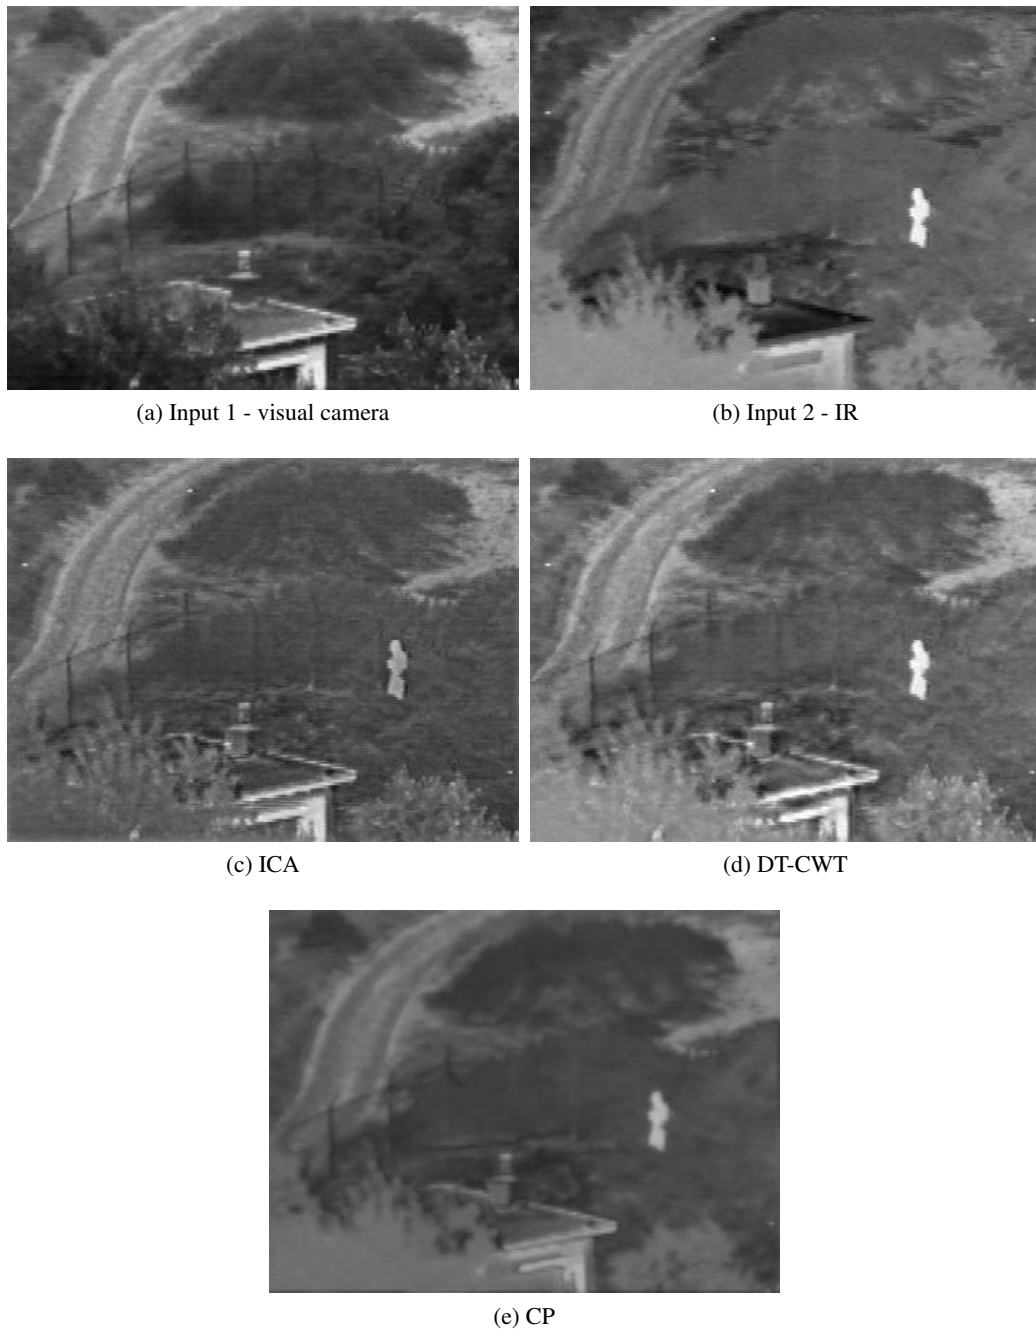 (a) Input 1 - visual camera
(b) Input 2 - IR
(c) ICA
(d) DT-CWT
(e) CP